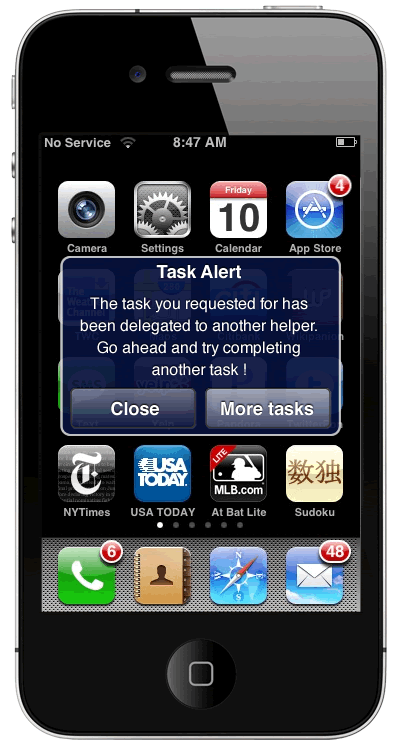 No Service 8:47 AM
4
Friday
10
Camera Settings Calendar App Store
Task Alert
The task you requested for has
been delegated to another helper.
Go ahead and try completing
another task !
Close More tasks
USA
TODAY
LITE
MLB.com
数独
NYTimes USA TODAY At Bat Lite Sudoku
6
48